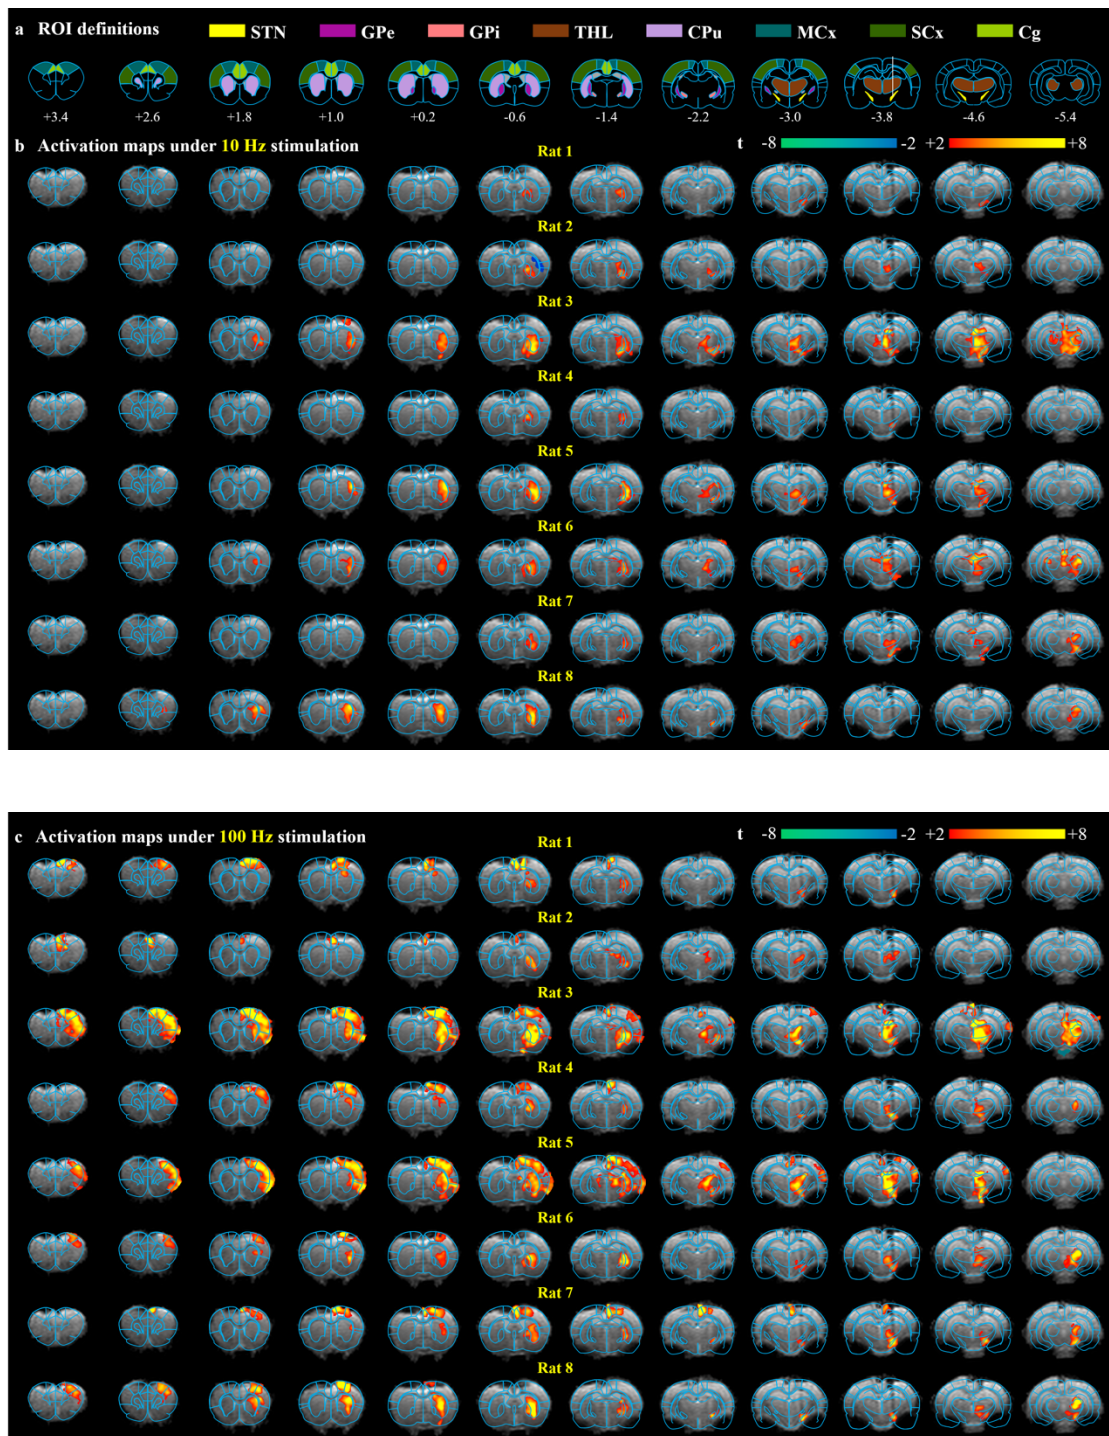 a ROI definitions STN GPe GPi THL CPu MCx SCx Cg
+3.4 +2.6 +1.8 +1.0 +0.2 -0.6 -1.4 -2.2 -3.0 -3.8 -4.6 -5.4
b Activation maps under 10 Hz stimulation t -8 -2 +2 +8
Rat 1
Rat 2
Rat 3
Rat 4
Rat 5
Rat 6
Rat 7
Rat 8
c Activation maps under 100 Hz stimulation t -8 -2 +2 +8
Rat 1
Rat 2
Rat 3
Rat 4
Rat 5
Rat 6
Rat 7
Rat 8